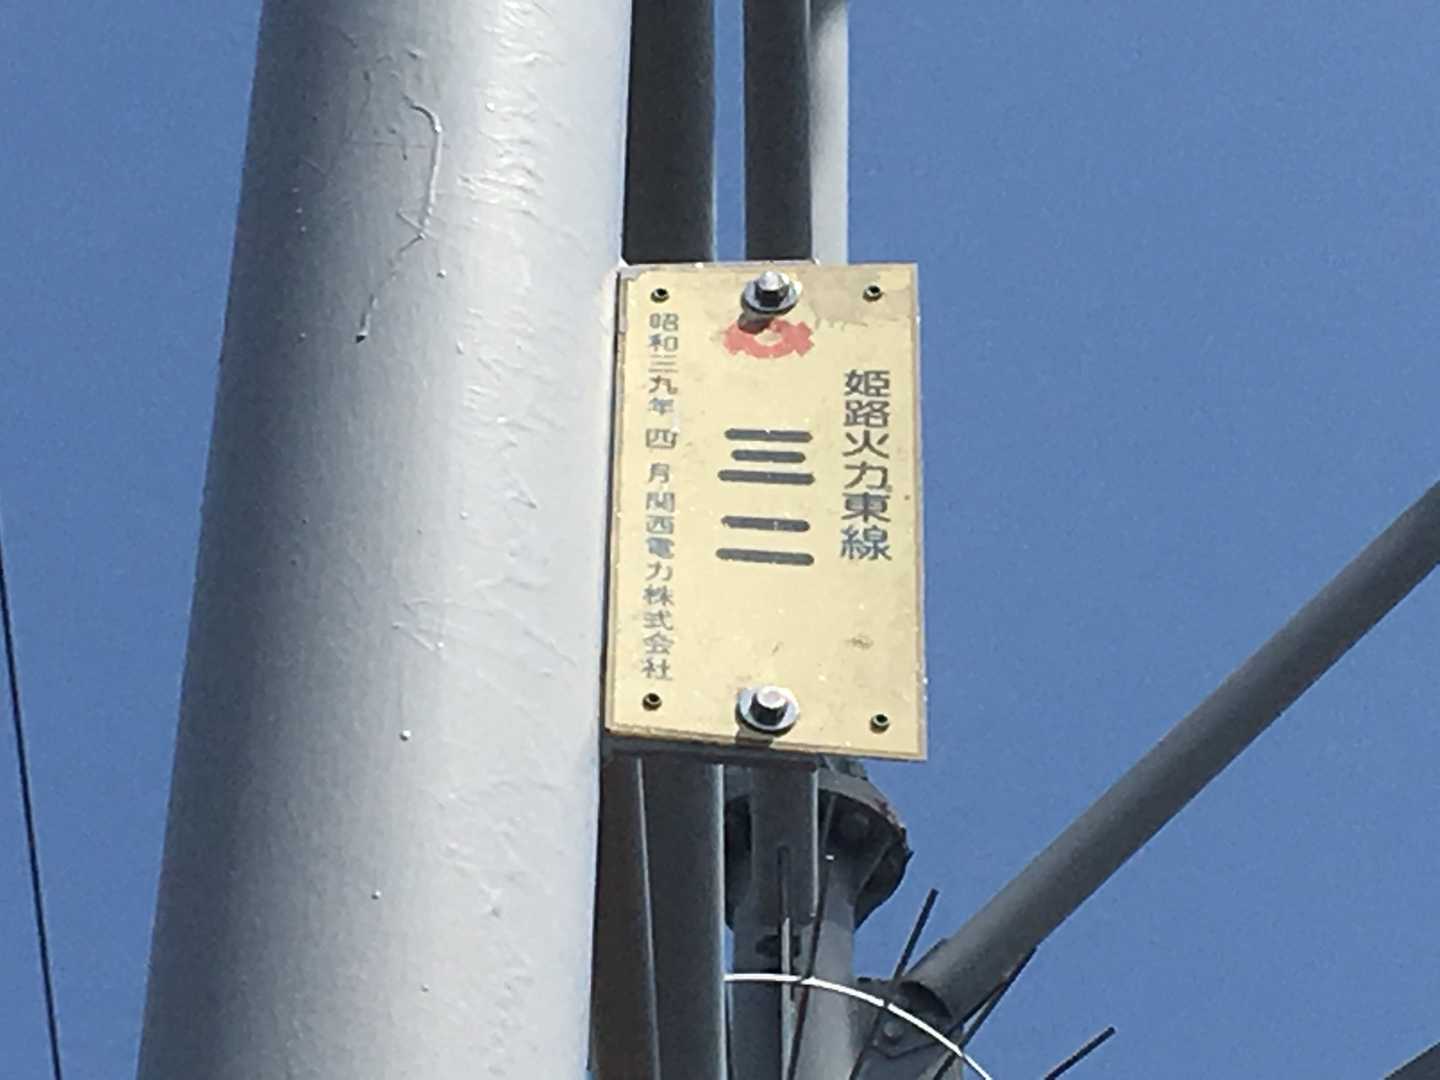 姫路火力東線
三二
昭和三九年四月関西電力株式会社